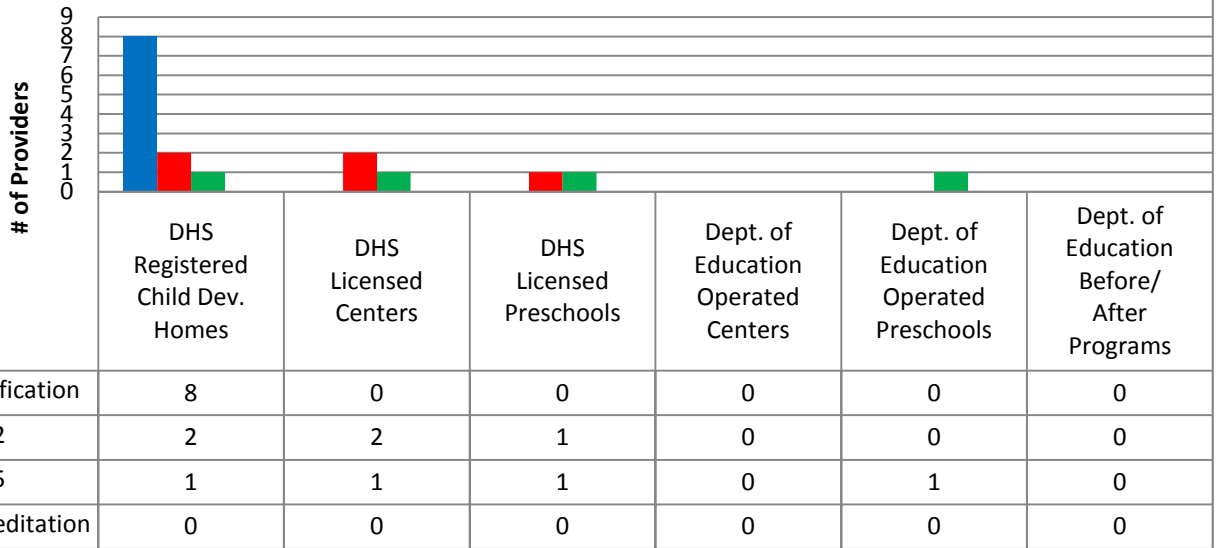 9
8
7
6
5
4
3
2
1
0
# of Providers
DHS
Registered
Child Dev.
Homes
DHS
Licensed
Centers
DHS
Licensed
Preschools
Dept. of
Education
Operated
Centers
Dept. of
Education
Operated
Preschools
Dept. of
Education
Before/
After
Programs
fication 8 0 0 0 0 0
2 2 2 1 0 0 0
5 1 1 1 0 1 0
editation 0 0 0 0 0 0